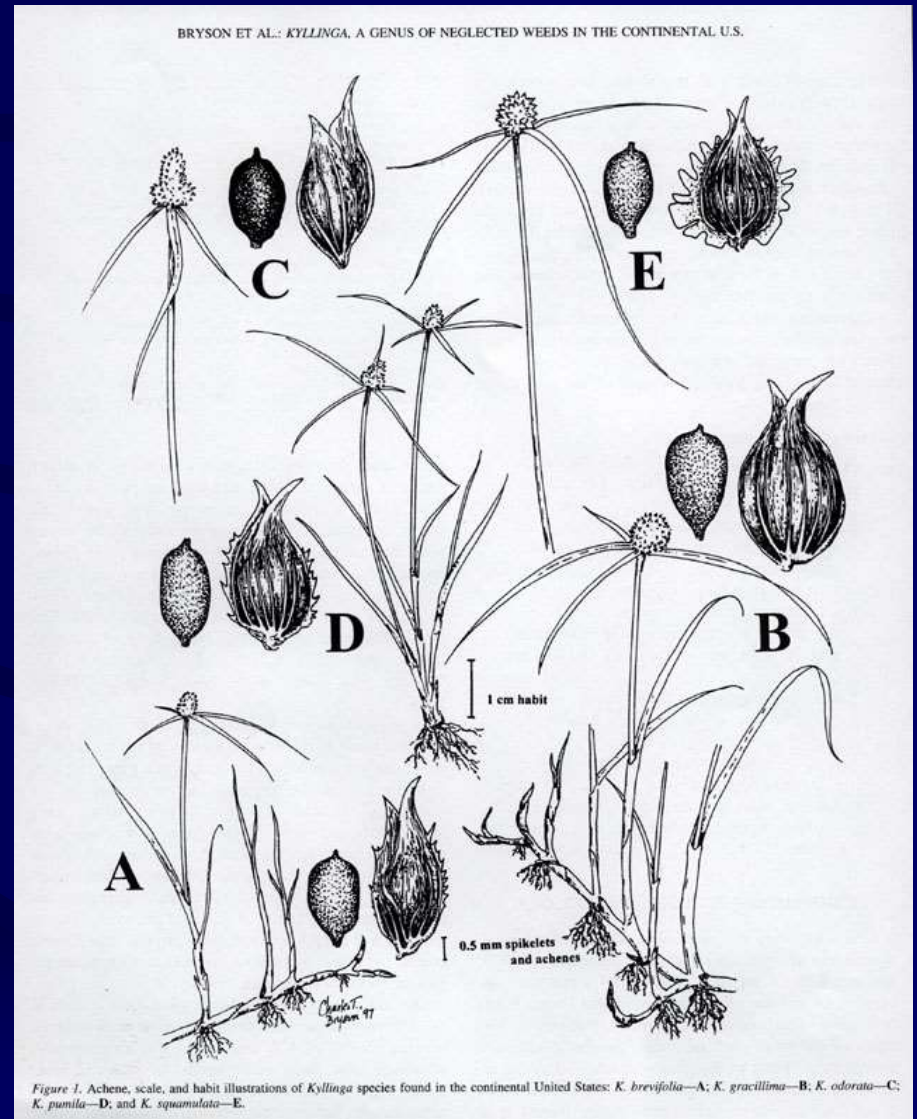 BRYSON ET AL.: KYLLINGA, A GENUS OF NEGLECTED WEEDS IN THE CONTINENTAL U.S.
C
E
D
B
1 cm habit
A
0.5 mm spikelets
and achenes
Charles T.
Bryson 97
Figure 1. Achene, scale, and habit illustrations of Kyllinga species found in the continental United States: K. brevifolia—A; K. gracillima—B; K. odorata—C;
K. pumila—D; and K. squamulata—E.